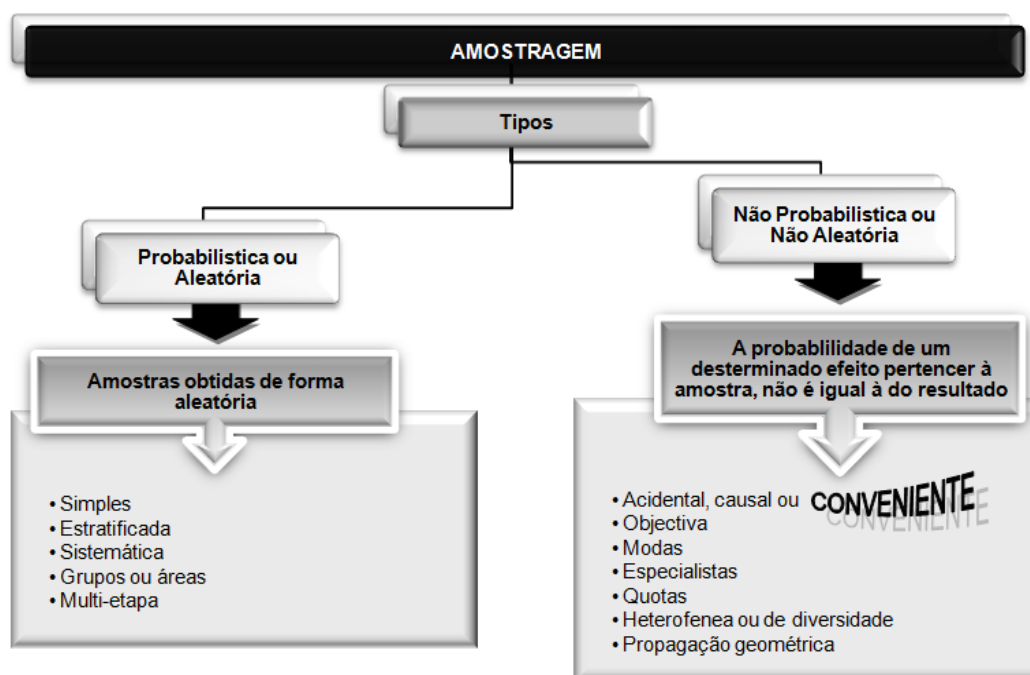 AMOSTRAGEM
Tipos
Probabilistica ou
Aleatória
Amostras obtidas de forma
aleatória
• Simples
• Estratificada
• Sistemática
• Grupos ou áreas
• Multi-etapa
Não Probabilistica ou
Não Aleatória
A probablilidade de um
desterminado efeito pertencer à
amostra, não é igual à do resultado
• Acidental, causal ou CONVENIENTE
• Objectiva
• Modas
• Especialistas
• Quotas
• Heterofenea ou de diversidade
• Propagação geométrica